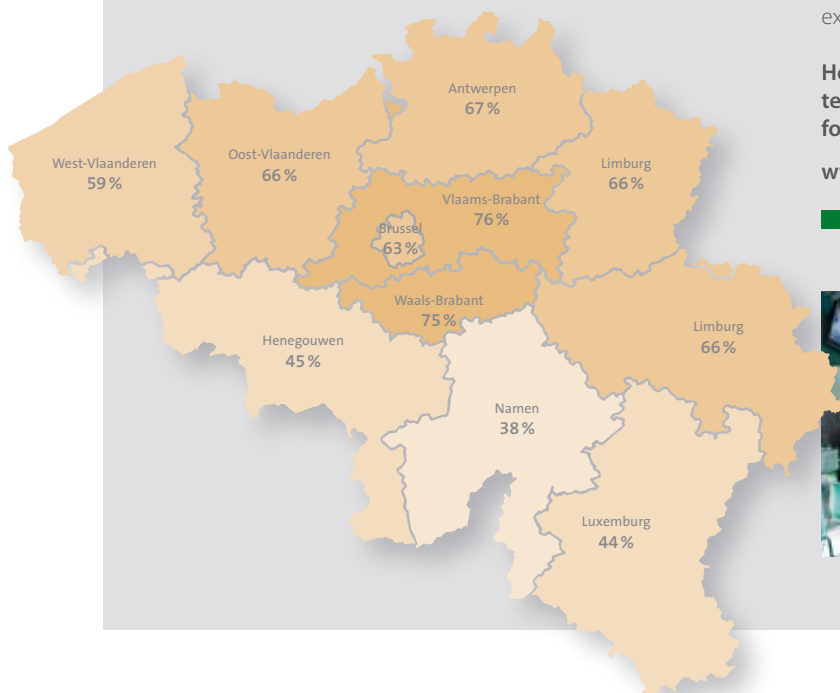 ex
He
te
fo
w
Antwerpen
67 %
West-Vlaanderen
59 %
Oost-Vlaanderen
66 %
Limburg
66 %
Vlaams-Brabant
76 %
Brussel
63 %
Waals-Brabant
75 %
Henegouwen
45 %
Limburg
66 %
Namen
38 %
Luxemburg
44 %